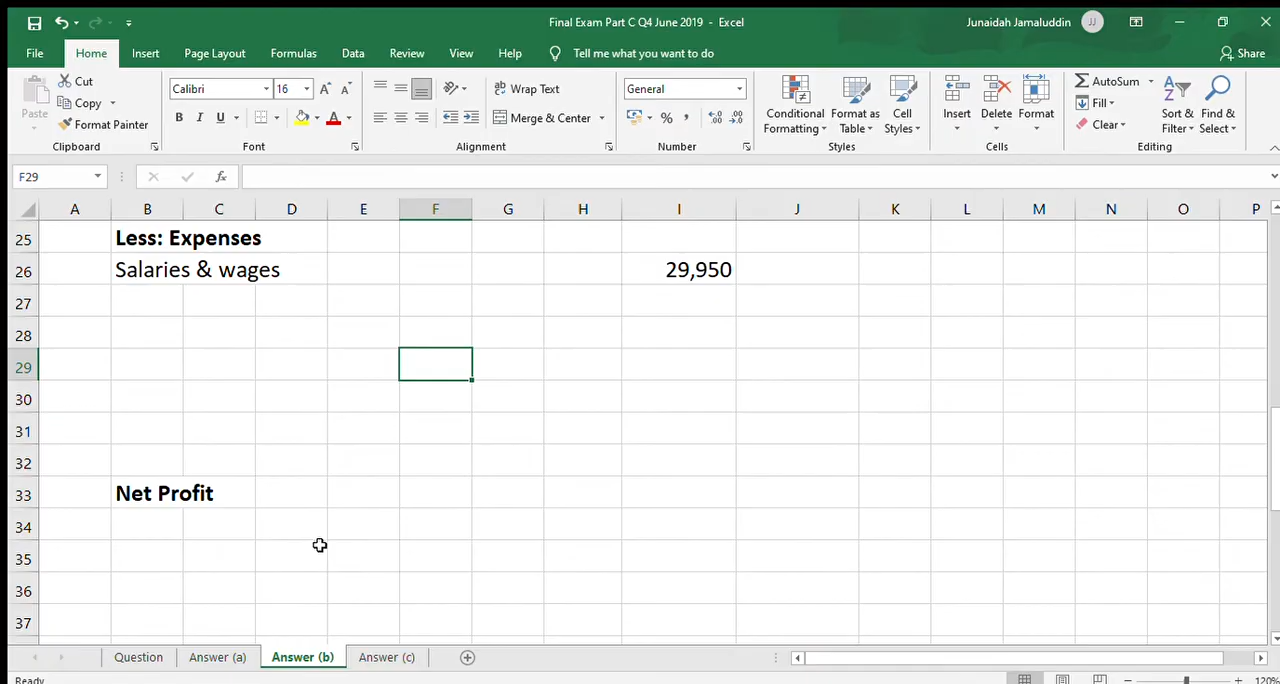 Final Exam Part C Q4 June 2019 - Excel
Junaidah Jamaluddin
JJ
File Home Insert Page Layout Formulas Data Review View Help Tell me what you want to do Share
Paste
Cut
Copy
Format Painter
Clipboard
Calibri 16
B I U
Font
Wrap Text
Merge & Center
Alignment
General
Number
Conditional Formatting
Format as Table
Cell Styles
Styles
Insert
Delete
Format
Cells
AutoSum
Fill
Clear
Sort & Filter
Find & Select
Editing
F29 fx
A B C D E F G H I J K L M N O P
25 Less: Expenses
26 Salaries & wages 29,950
27
28
29
30
31
32
33 Net Profit
34
35
36
37
Question Answer (a) Answer (b) Answer (c)
Ready
120%